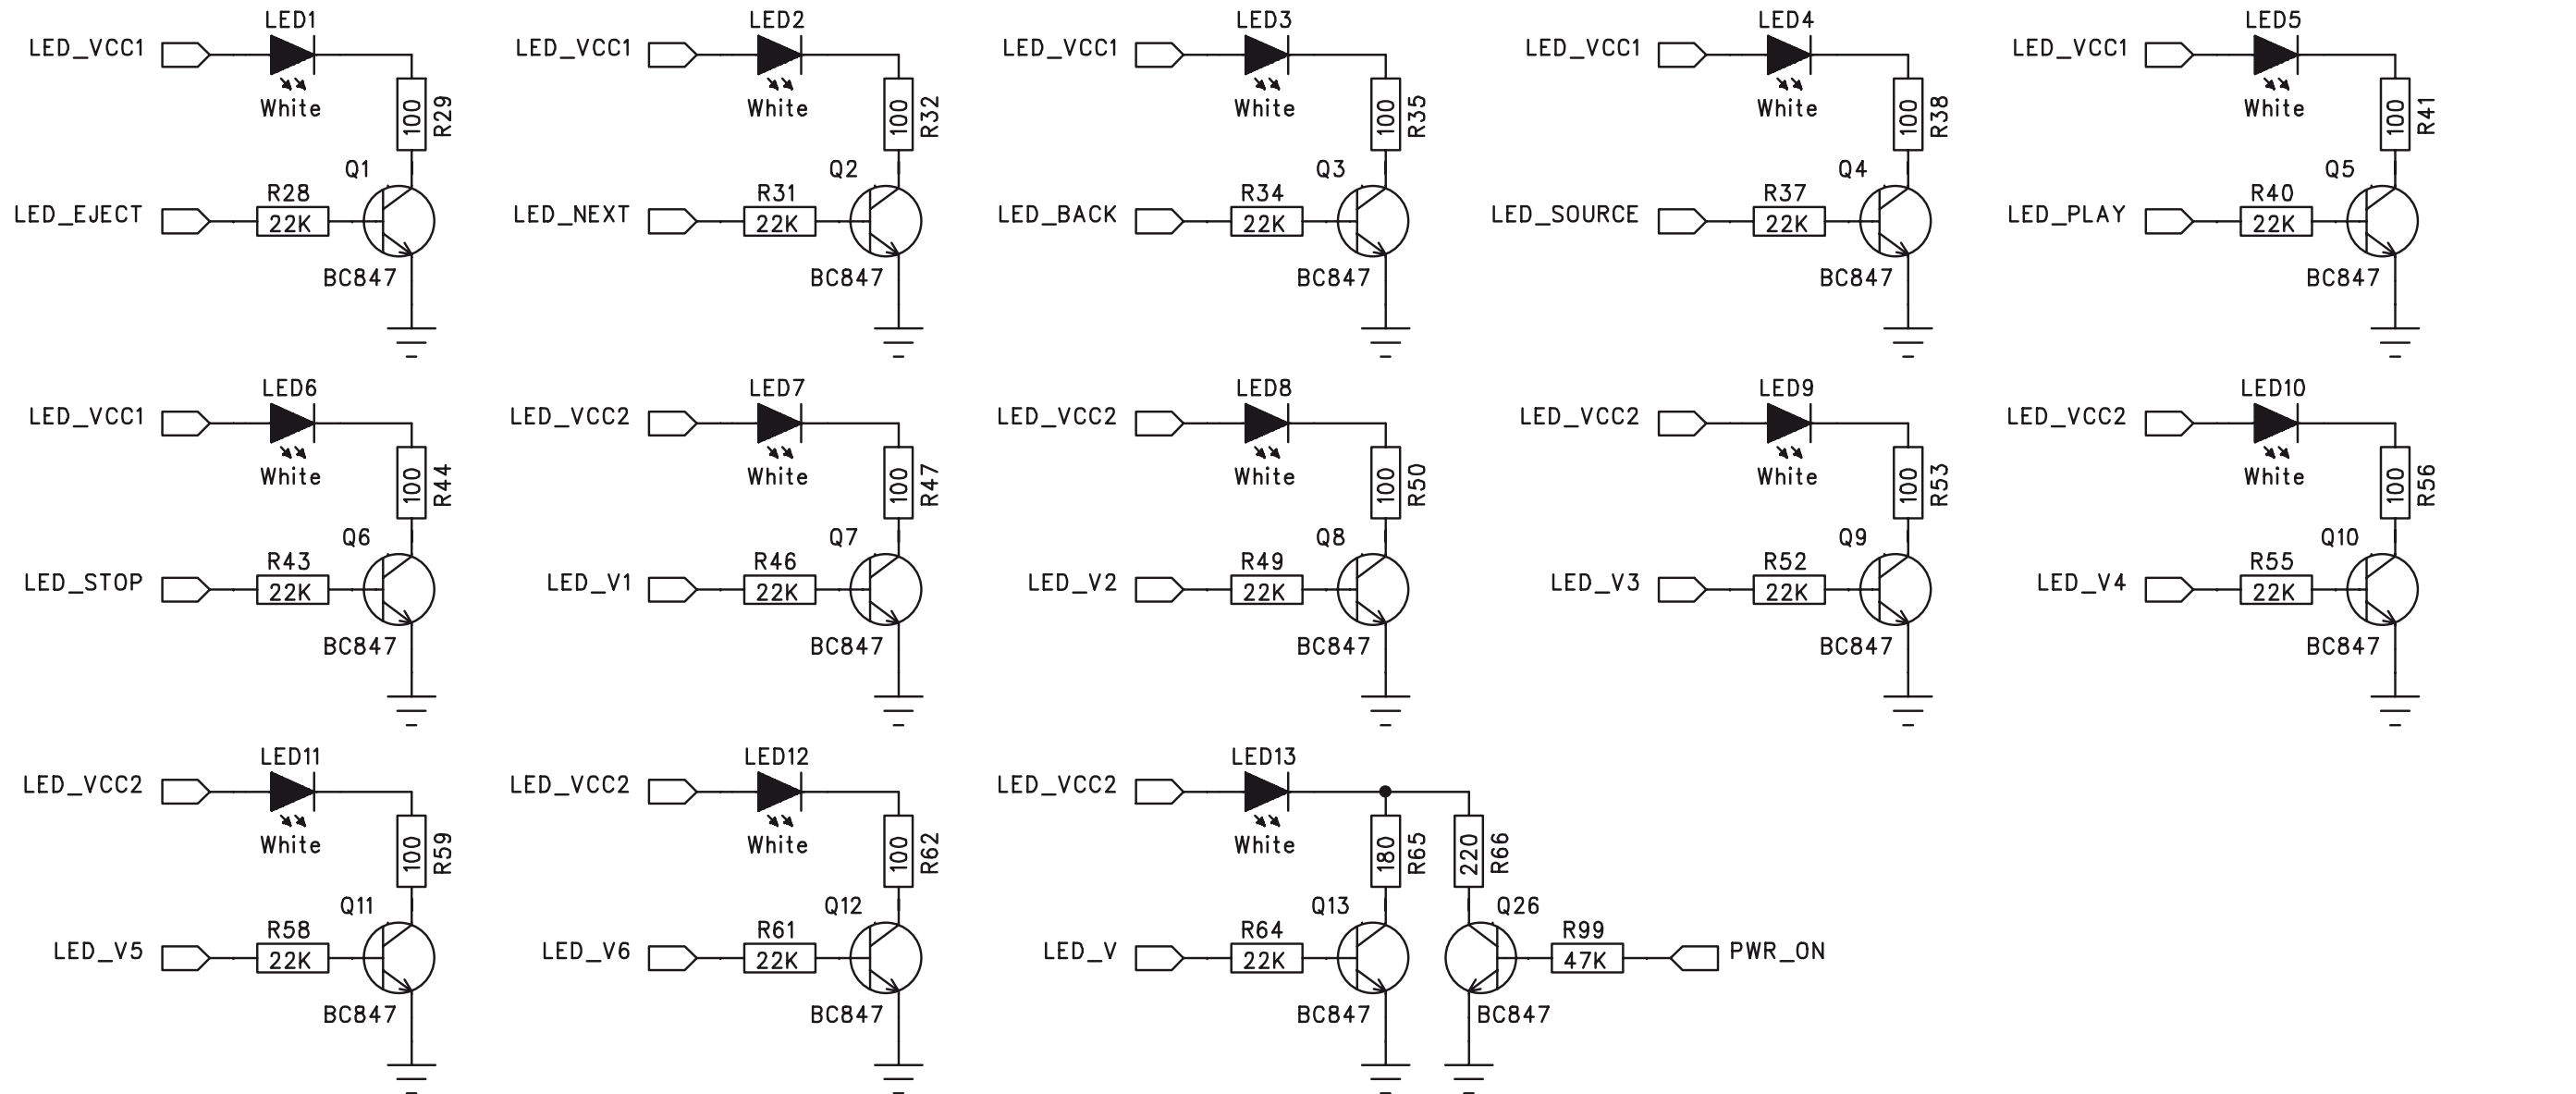 LED1
LED_VCC1
White
100
R29
Q1
R28
LED_EJECT
22K
BC847
LED2
LED_VCC1
White
100
R32
Q2
R31
LED_NEXT
22K
BC847
LED3
LED_VCC1
White
100
R35
Q3
R34
LED_BACK
22K
BC847
LED4
LED_VCC1
White
100
R38
Q4
R37
LED_SOURCE
22K
BC847
LED5
LED_VCC1
White
100
R41
Q5
R40
LED_PLAY
22K
BC847
LED6
LED_VCC1
White
100
R44
Q6
R43
LED_STOP
22K
BC847
LED7
LED_VCC2
White
100
R47
Q7
R46
LED_V1
22K
BC847
LED8
LED_VCC2
White
100
R50
Q8
R49
LED_V2
22K
BC847
LED9
LED_VCC2
White
100
R53
Q9
R52
LED_V3
22K
BC847
LED10
LED_VCC2
White
100
R56
Q10
R55
LED_V4
22K
BC847
LED11
LED_VCC2
White
100
R59
Q11
R58
LED_V5
22K
BC847
LED12
LED_VCC2
White
100
R62
Q12
R61
LED_V6
22K
BC847
LED13
LED_VCC2
White
180
R65
220
R66
Q13
Q26
R64
R99
LED_V
22K
47K
PWR_ON
BC847
BC847